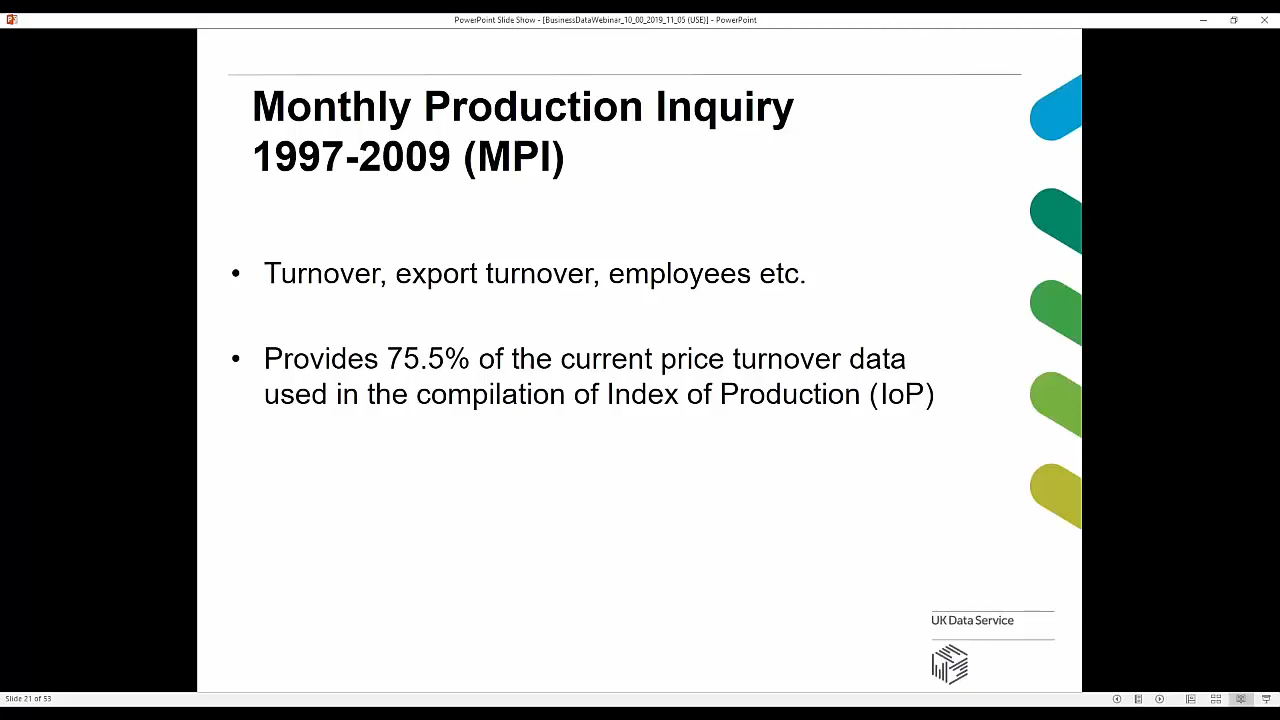 PowerPoint Slide Show - [BusinessDataWebinar_10_00_2019_11_05 (USE)] - PowerPoint
Monthly Production Inquiry
1997-2009 (MPI)
• Turnover, export turnover, employees etc.
• Provides 75.5% of the current price turnover data
used in the compilation of Index of Production (IoP)
UK Data Service
Slide 21 of 53